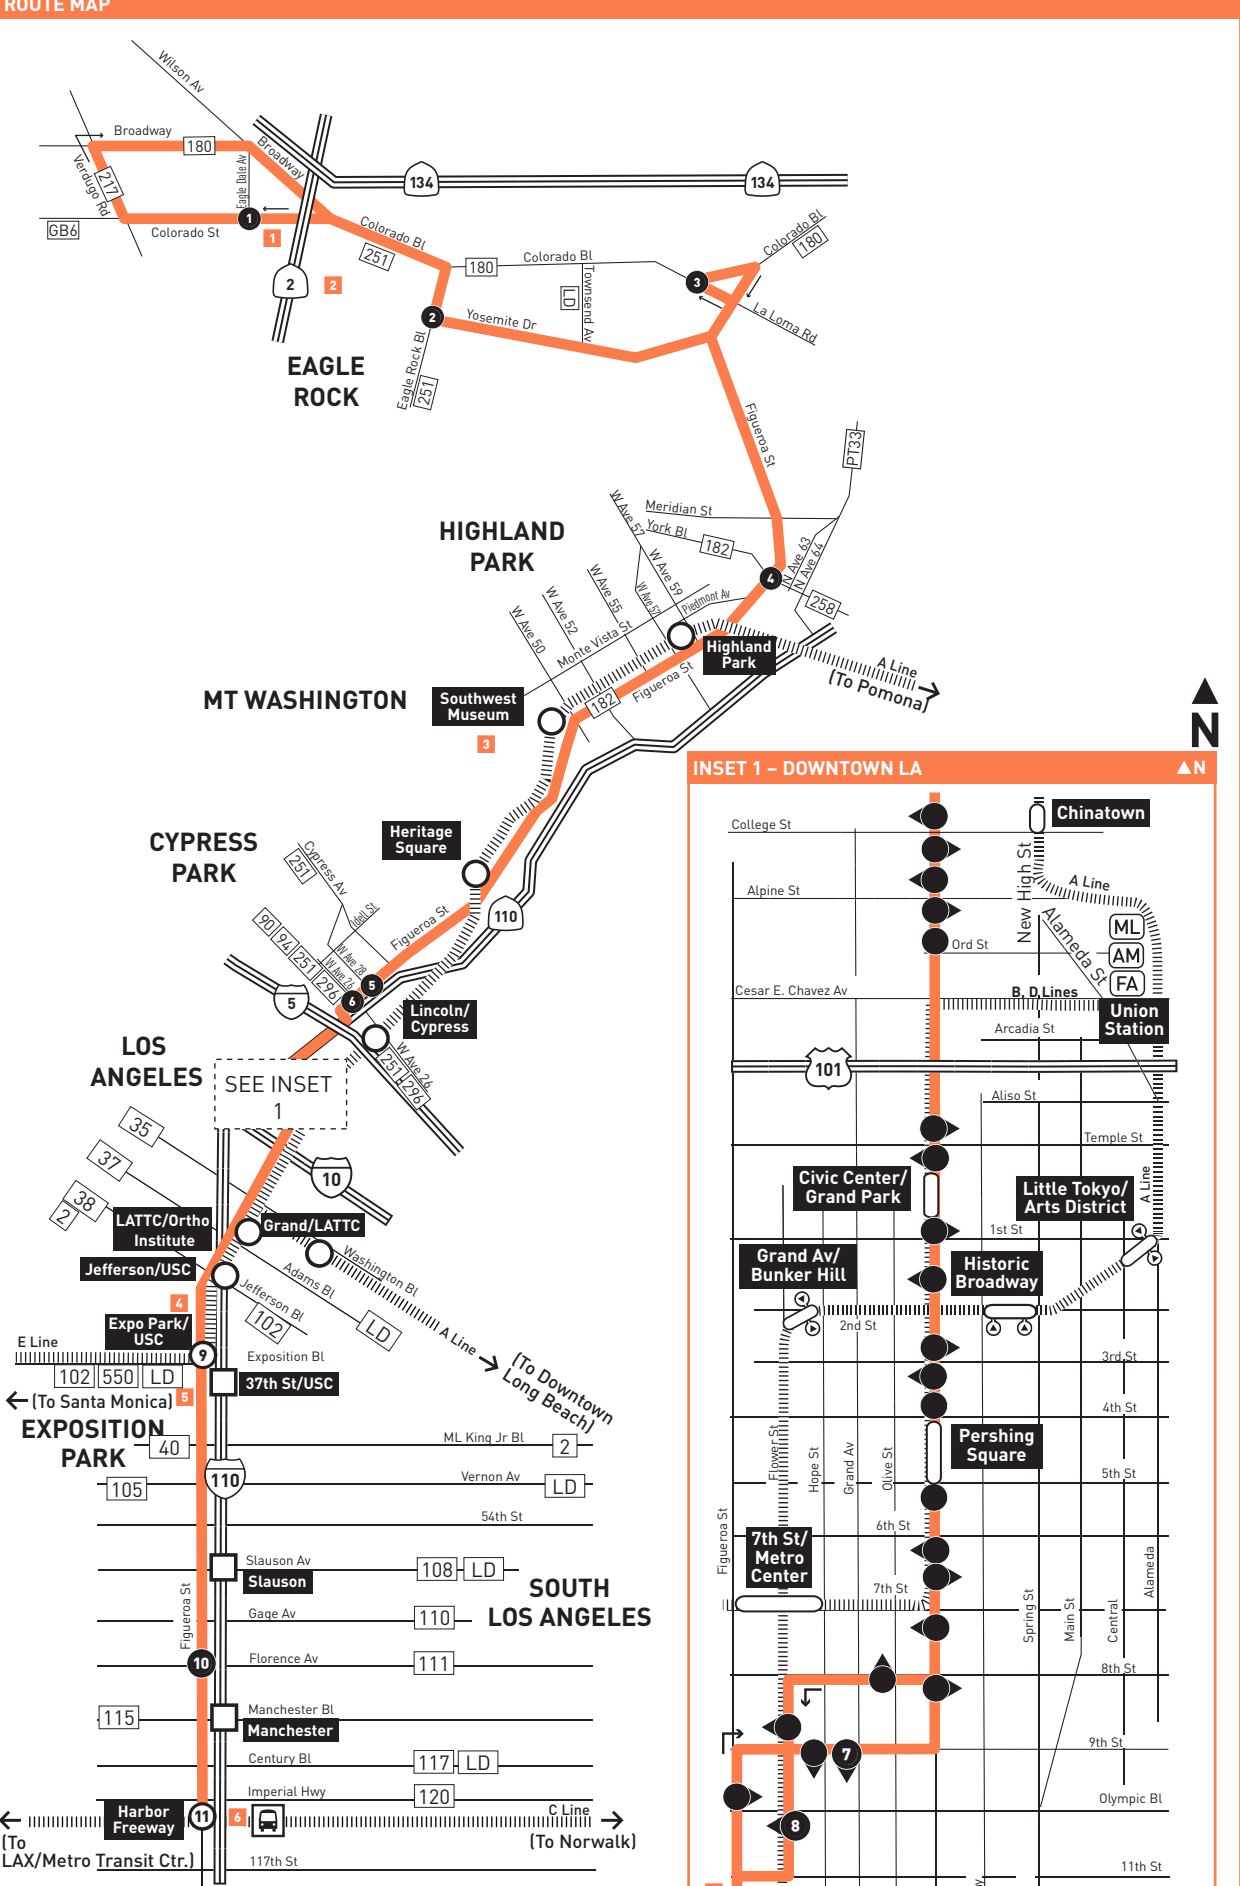 ROUTE MAP
Wilson Av
Broadway
180
Broadway
Eagle Dale Av
217
Verdugo Rd
134
134
GB6
Colorado St
1
1
Colorado Bl
251
2
2
180
Colorado Bl
Townsend Av
LD
3
Colorado Bl
180
La Loma Rd
2
Yosemite Dr
Eagle Rock Bl
251
EAGLE
ROCK
Figueroa St
PT33
HIGHLAND
PARK
W Ave 57
Meridian St
York Bl
182
N Ave 63
N Ave 64
4
258
W Ave 59
W Ave 57
Piedmont Av
W Ave 55
W Ave 52
W Ave 50
Monte Vista St
Highland
Park
A Line
(To Pomona)
Figueroa St
182
MT WASHINGTON
Southwest
Museum
3
N
CYPRESS
PARK
Heritage
Square
Cypress Av
251
Idell St
Figueroa St
110
90
94
251
296
W Ave 28
W Ave 26
5
6
5
Lincoln/
Cypress
W Ave 26
251
296
LOS
ANGELES
SEE INSET
1
35
37
38
2
10
LATTC/Ortho
Institute
Grand/LATTC
Jefferson/USC
Washington Bl
Adams Bl
Jefferson Bl
102
LD
4
Expo Park/
USC
E Line
102
550
LD
9
Exposition Bl
37th St/USC
5
(To Santa Monica)
A Line
(To Downtown
Long Beach)
EXPOSITION
PARK
40
ML King Jr Bl
2
110
105
Vernon Av
LD
54th St
Slauson Av
Slauson
108
LD
SOUTH
LOS ANGELES
Figueroa St
Gage Av
110
10
Florence Av
111
115
Manchester Bl
Manchester
Century Bl
117
LD
Imperial Hwy
120
Harbor
Freeway
11
6
C Line
(To
LAX/Metro Transit Ctr.)
(To Norwalk)
117th St
INSET 1 – DOWNTOWN LA
N
College St
Chinatown
New High St
A Line
Alpine St
Alameda St
ML
AM
FA
Ord St
Cesar E. Chavez Av
B, D Lines
Union
Station
Arcadia St
101
Aliso St
Temple St
Civic Center/
Grand Park
Little Tokyo/
Arts District
A Line
1st St
Grand Av/
Bunker Hill
Historic
Broadway
2nd St
3rd St
4th St
Pershing
Square
Flower St
Hope St
Grand Av
Olive St
5th St
6th St
Figueroa St
7th St/
Metro
Center
7th St
Spring St
Main St
Central
Alameda
8th St
7
9th St
Olympic Bl
8
11th St